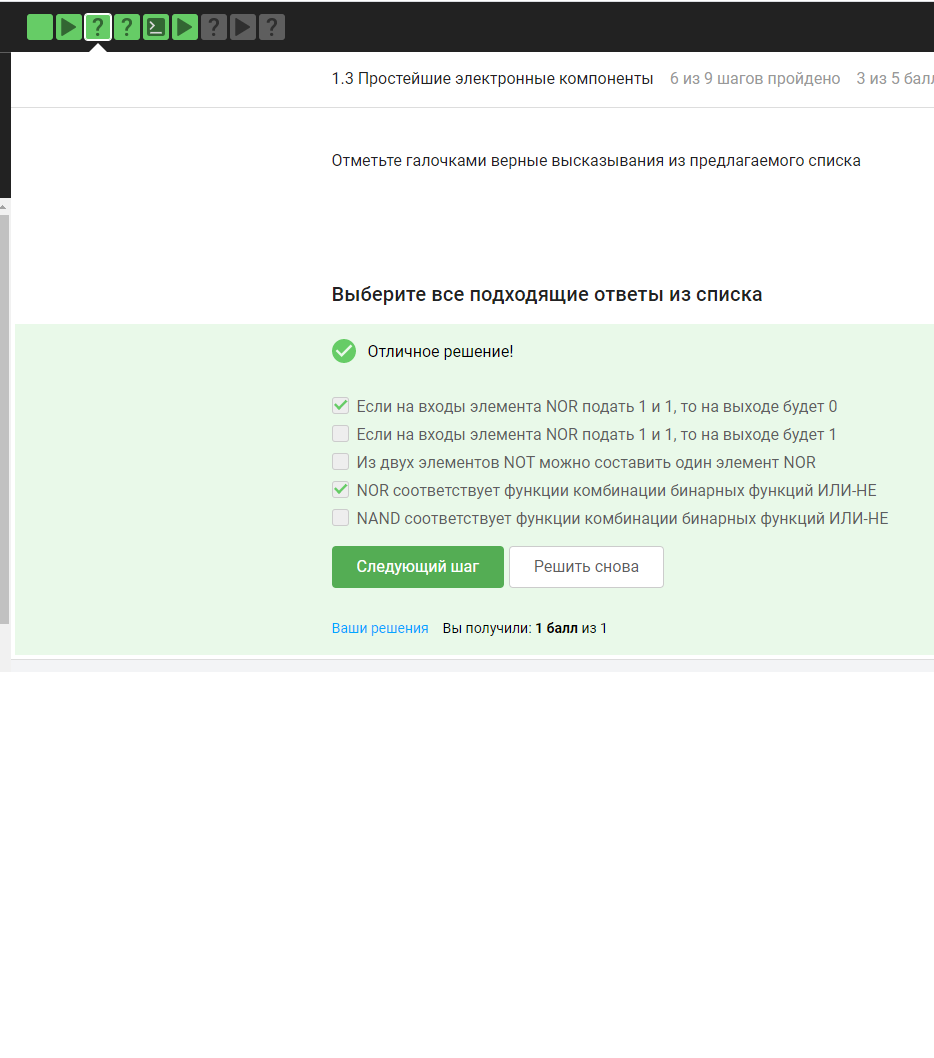 1.3 Простейшие электронные компоненты 6 из 9 шагов пройдено 3 из 5 бал
Отметьте галочками верные высказывания из предлагаемого списка
Выберите все подходящие ответы из списка
Отличное решение!
Если на входы элемента NOR подать 1 и 1, то на выходе будет 0
Если на входы элемента NOR подать 1 и 1, то на выходе будет 1
Из двух элементов NOT можно составить один элемент NOR
NOR соответствует функции комбинации бинарных функций ИЛИ-НЕ
NAND соответствует функции комбинации бинарных функций ИЛИ-НЕ
Следующий шаг Решить снова
Ваши решения Вы получили: 1 балл из 1